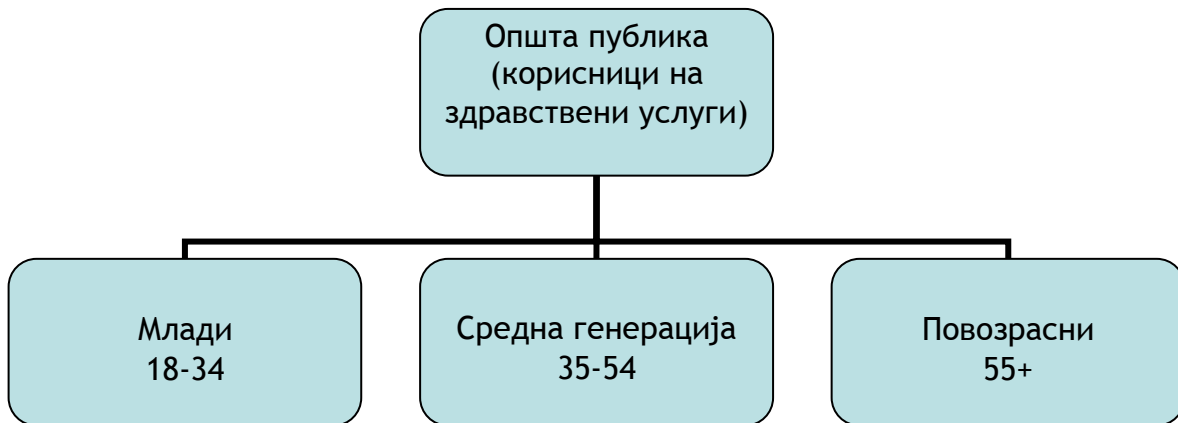 Општа публика
(корисници на
здравствени услуги)
Млади
18-34
Средна генерација
35-54
Повозрасни
55+